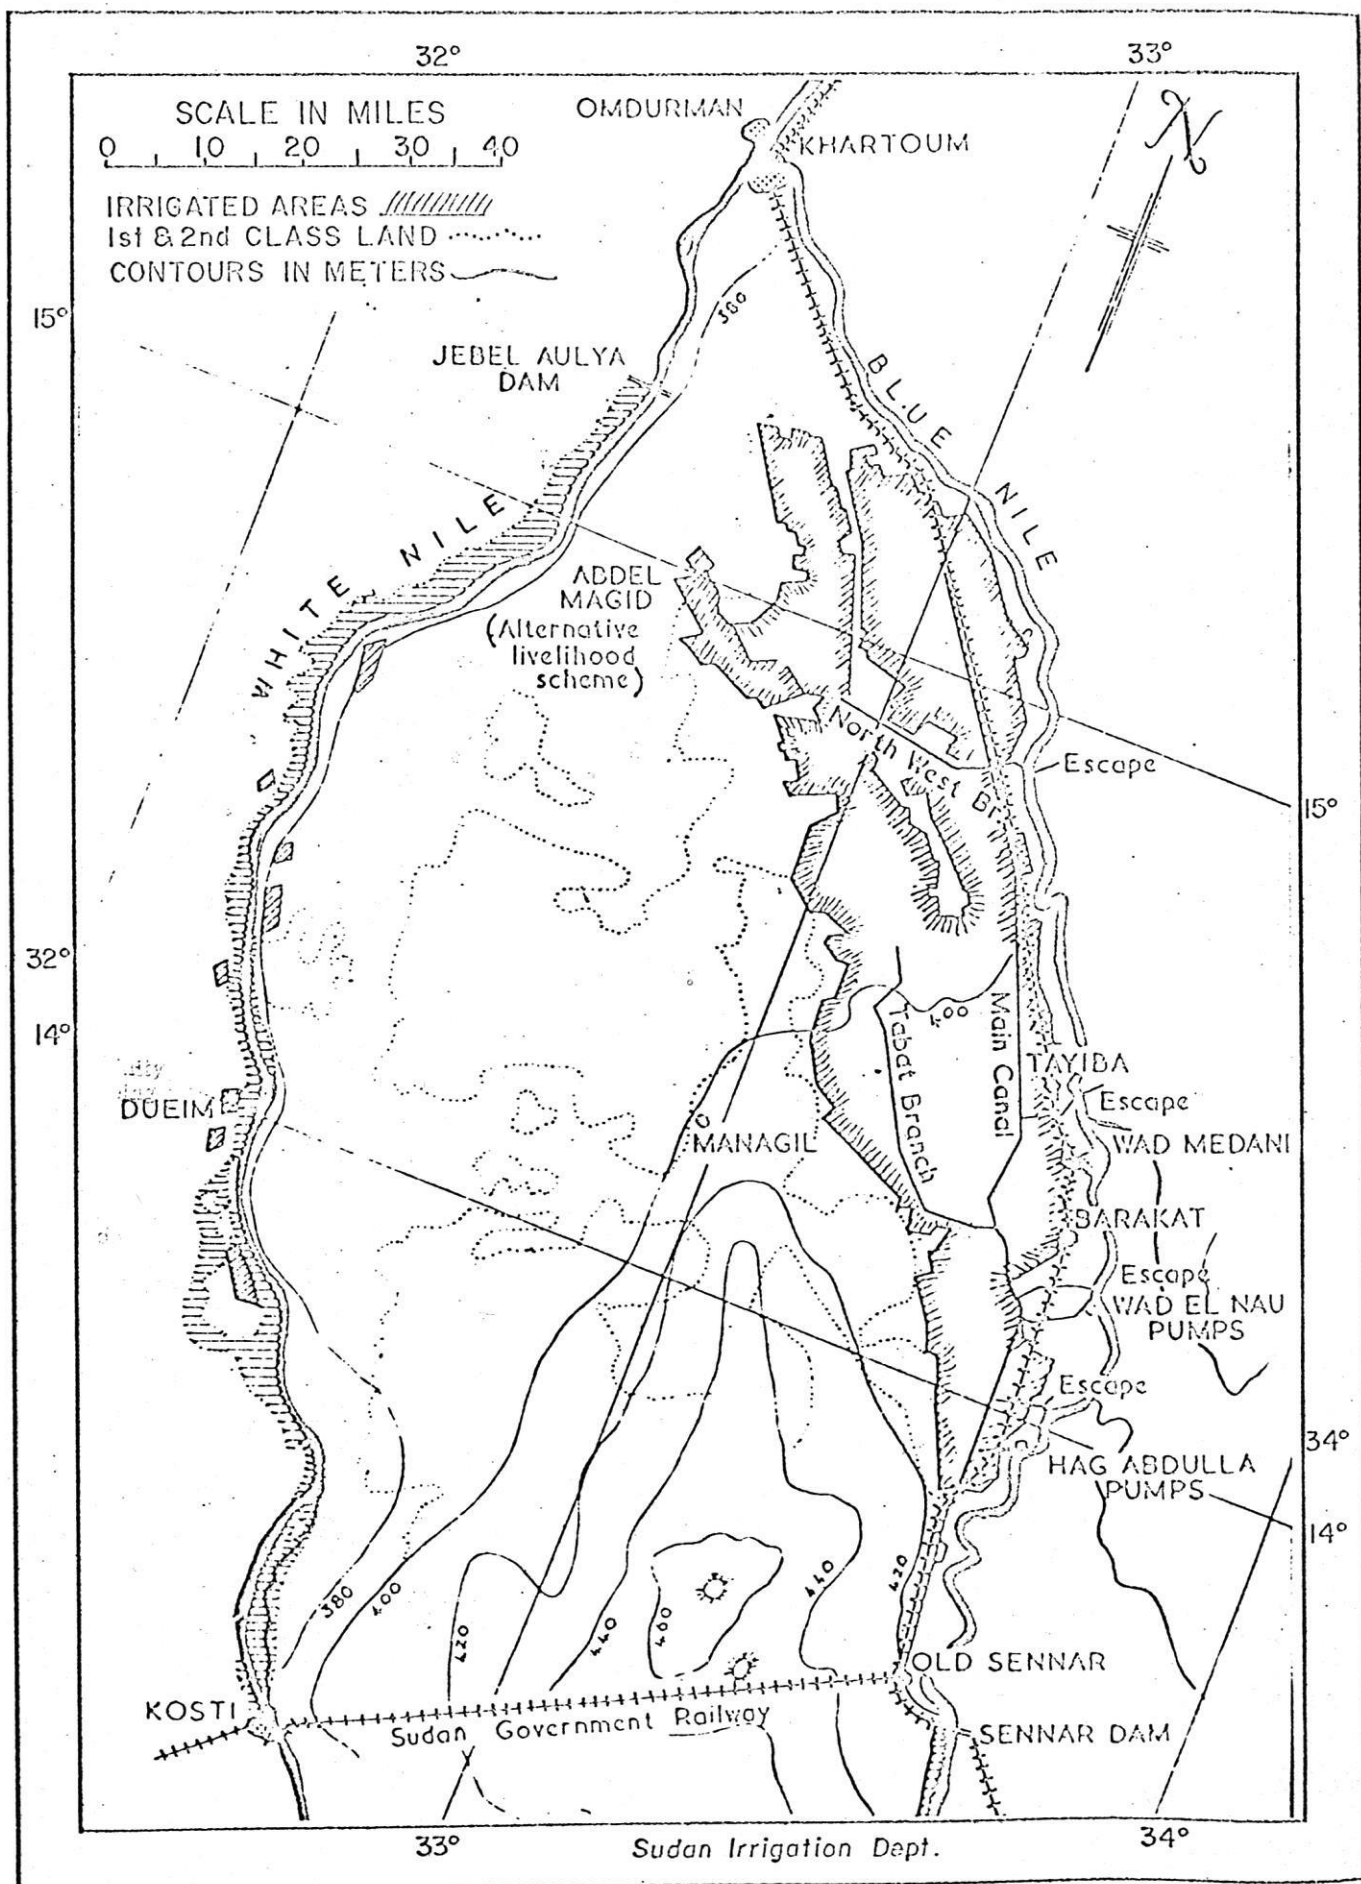 32°
33°
SCALE IN MILES
0 10 20 30 40
OMDURMAN
KHARTOUM
N
IRRIGATED AREAS
1st & 2nd CLASS LAND
CONTOURS IN METERS
380
15°
JEBEL AULYA
DAM
BLUE NILE
WHITE NILE
ABDEL
MAGID
(Alternative
livelihood
scheme)
North West Br.
Escape
15°
32°
400
14°
Tabat Branch
Main Canal
TAYIBA
DUEIM
Escape
MANAGIL
WAD MEDANI
BARAKAT
Escape
WAD EL NAU
PUMPS
Escape
34°
HAG ABDULLA
PUMPS
14°
380
400
420
440
460
440
420
OLD SENNAR
KOSTI
Sudan Government Railway
SENNAR DAM
33°
Sudan Irrigation Dept.
34°